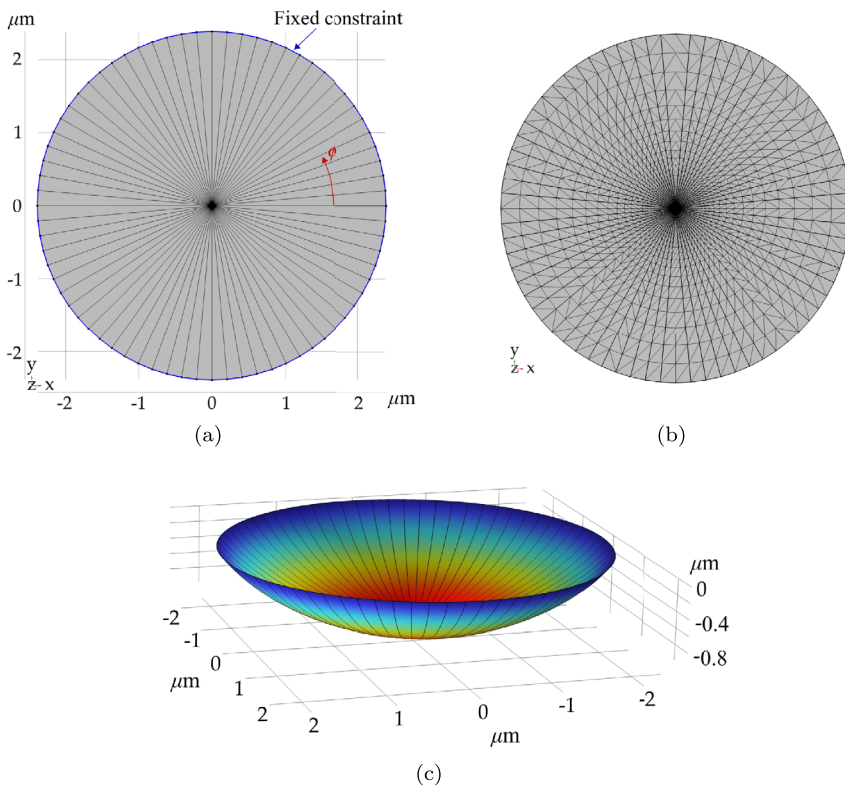 μm
Fixed constraint
2
1
φ
0
-1
-2
y
z x
-2 -1 0 1 2 μm
(a)
y
z x
(b)
μm
0
-0.4
-0.8
-2
-1
0
μm
1
2
2
1
0
-1
-2
μm
(c)